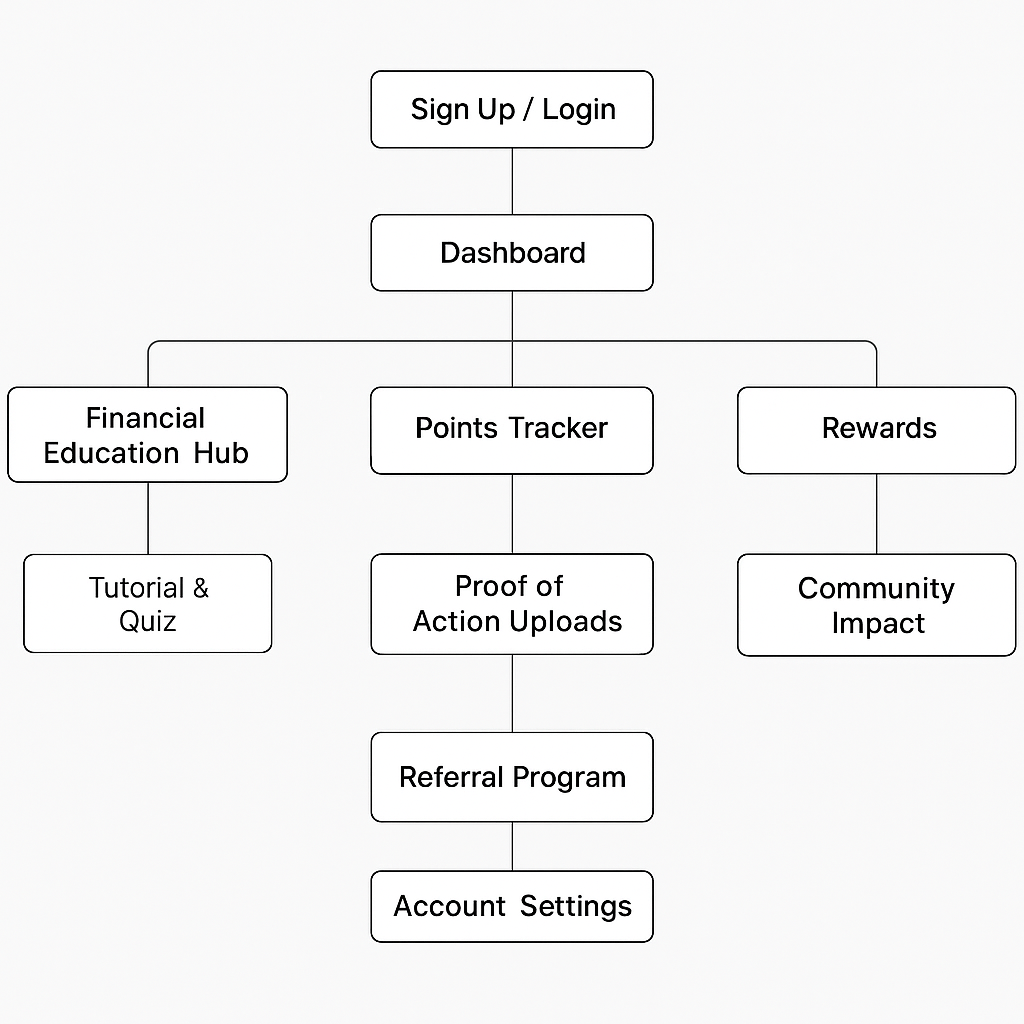 Sign Up / Login
Dashboard
Financial
Education Hub
Points Tracker
Rewards
Tutorial &
Quiz
Proof of
Action Uploads
Community
Impact
Referral Program
Account Settings